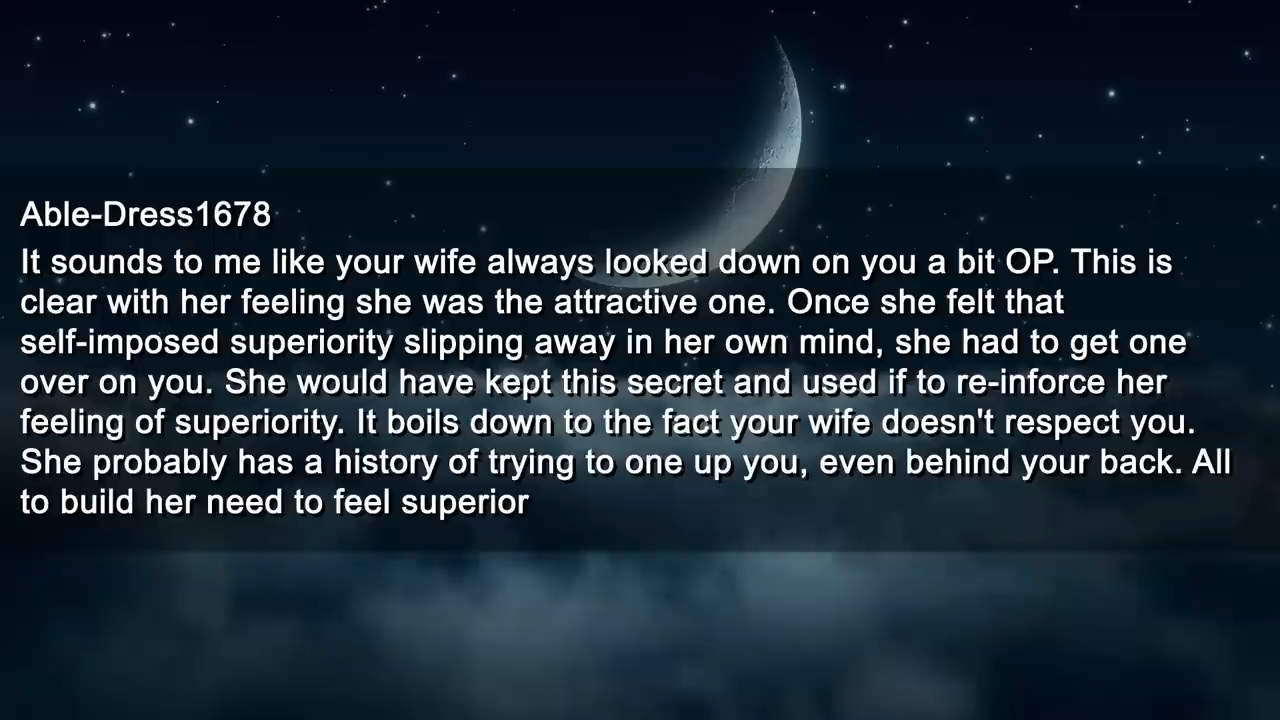 Able-Dress1678
It sounds to me like your wife always looked down on you a bit OP. This is
clear with her feeling she was the attractive one. Once she felt that
self-imposed superiority slipping away in her own mind, she had to get one
over on you. She would have kept this secret and used if to re-inforce her
feeling of superiority. It boils down to the fact your wife doesn't respect you.
She probably has a history of trying to one up you, even behind your back. All
to build her need to feel superior